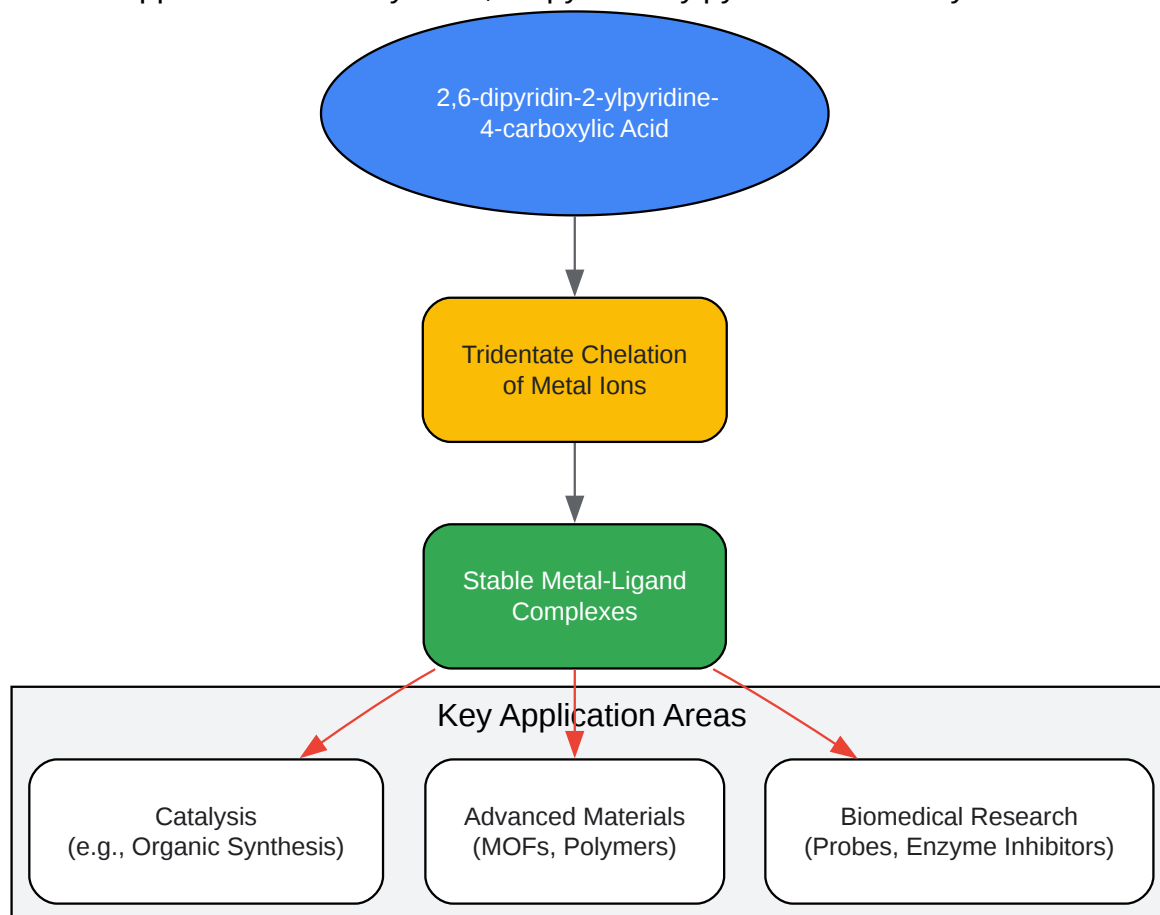 2,6-dipyridin-2-ylpyridine-
4-carboxylic Acid
Tridentate Chelation
of Metal Ions
Stable Metal-Ligand
Complexes
Key Application Areas
Catalysis
(e.g., Organic Synthesis)
Advanced Materials
(MOFs, Polymers)
Biomedical Research
(Probes, Enzyme Inhibitors)